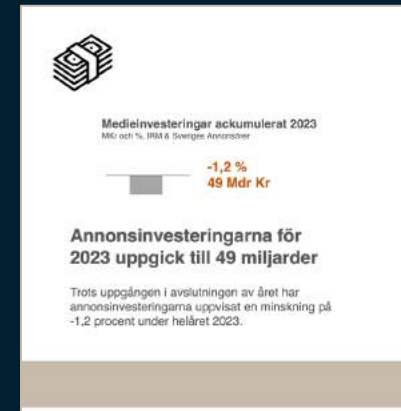 Medieinvesteringar ackumulerat 2023
MKr och %, IRM & Sveriges Annonsörer
-1,2 %
49 Mdr Kr
Annonsinvesteringarna för
2023 uppgick till 49 miljarder
Trots uppgången i avslutningen av året har
annonsinvesteringarna uppvisat en minskning på
-1,2 procent under helåret 2023.